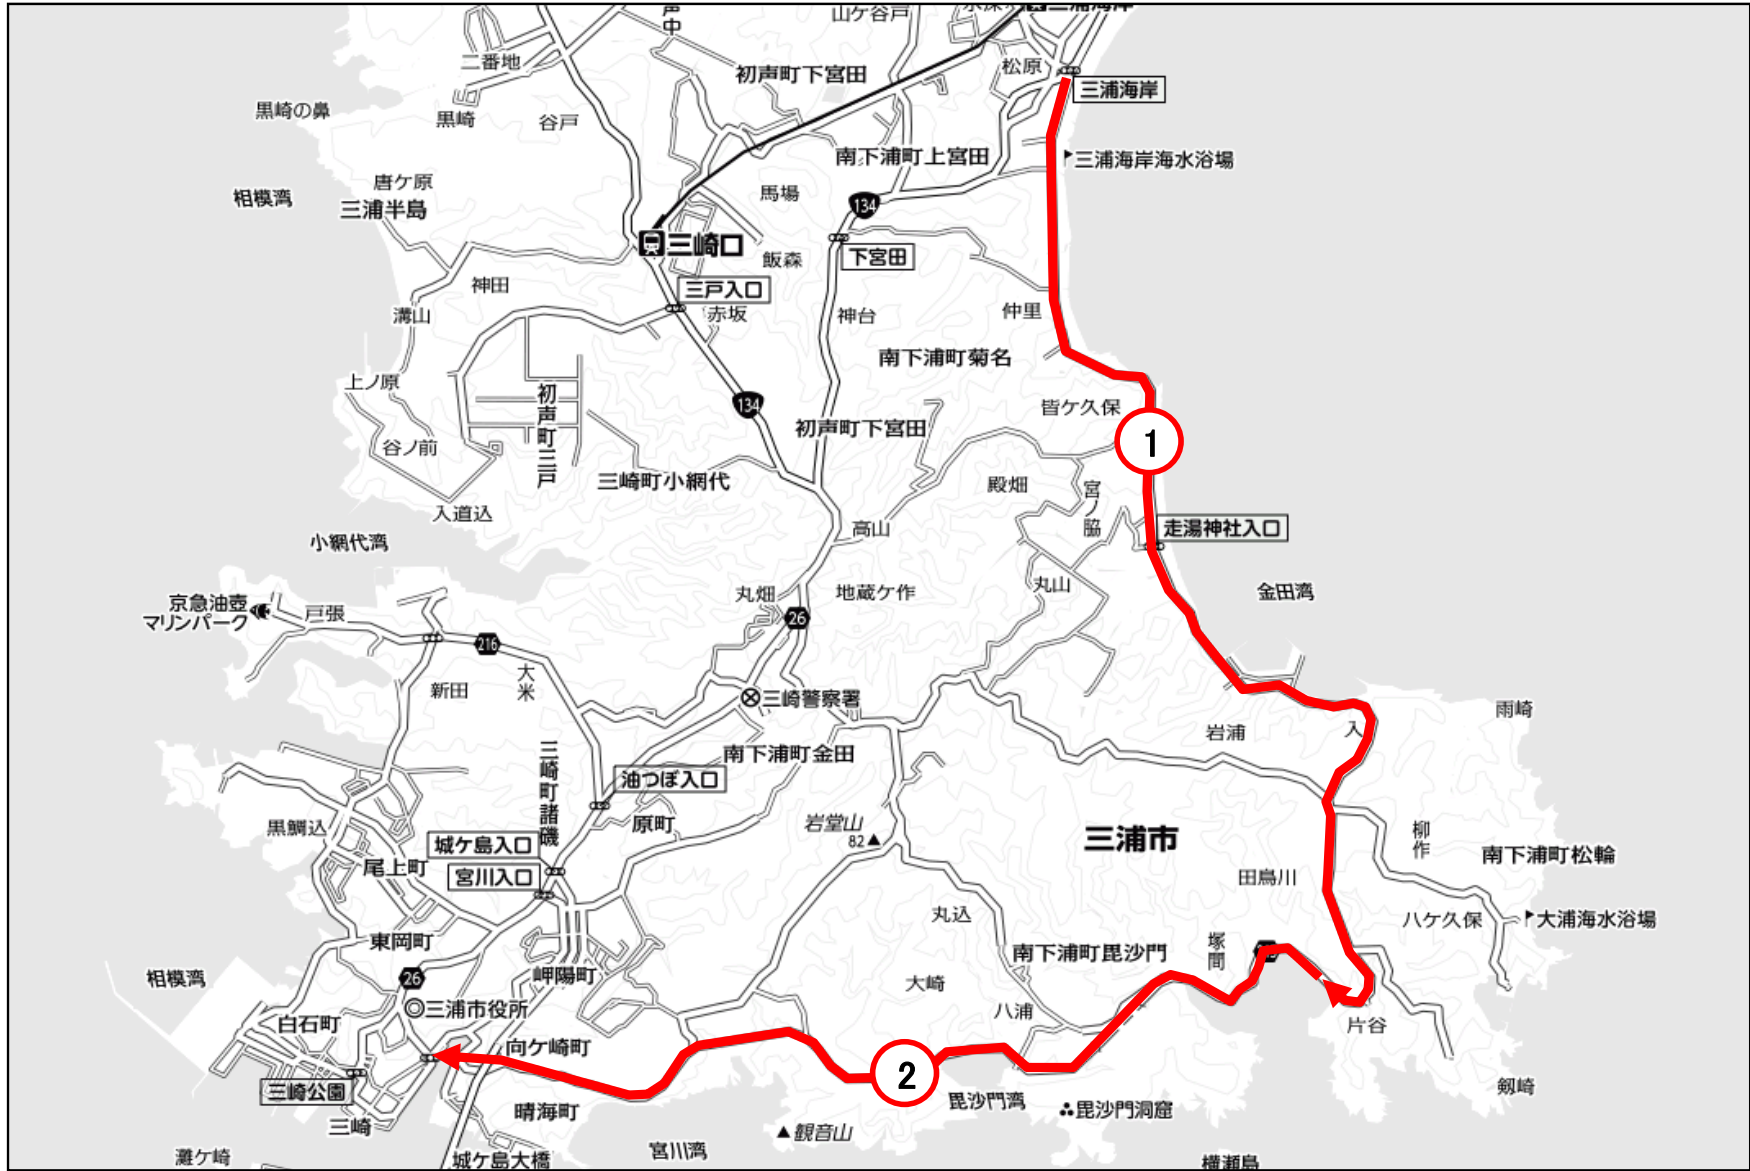 声中
山ケ谷戸
三浦海岸
二番地
初声町下宮田
松原
三浦海岸
黒崎の鼻
黒崎
谷戸
南下浦町上宮田
三浦海岸海水浴場
唐ケ原
相模湾
三浦半島
馬場
134
三崎口
飯森
下宮田
神田
三戸入口
溝山
赤坂
神台
仲里
南下浦町菊名
上ノ原
初声町三戸
134
皆ケ久保
初声町下宮田
1
谷ノ前
三崎町小網代
殿畑
宮ノ脇
入道込
高山
走湯神社入口
小網代湾
丸畑
地蔵ケ作
丸山
金田湾
京急油壺
マリンパーク
戸張
26
216
大米
新田
三崎警察署
雨崎
岩浦
入
三崎町諸磯
南下浦町金田
油つぼ入口
原町
岩堂山
82
三浦市
黒鯛込
城ケ島入口
柳作
南下浦町松輪
尾上町
宮川入口
田鳥川
丸込
八ケ久保
大浦海水浴場
東岡町
南下浦町毘沙門
塚間
相模湾
26
岬陽町
大崎
三浦市役所
八浦
白石町
片谷
向ケ崎町
2
三崎公園
剱崎
晴海町
毘沙門湾
毘沙門洞窟
三崎
観音山
灘ケ崎
城ケ島大橋
宮川湾
横瀬島